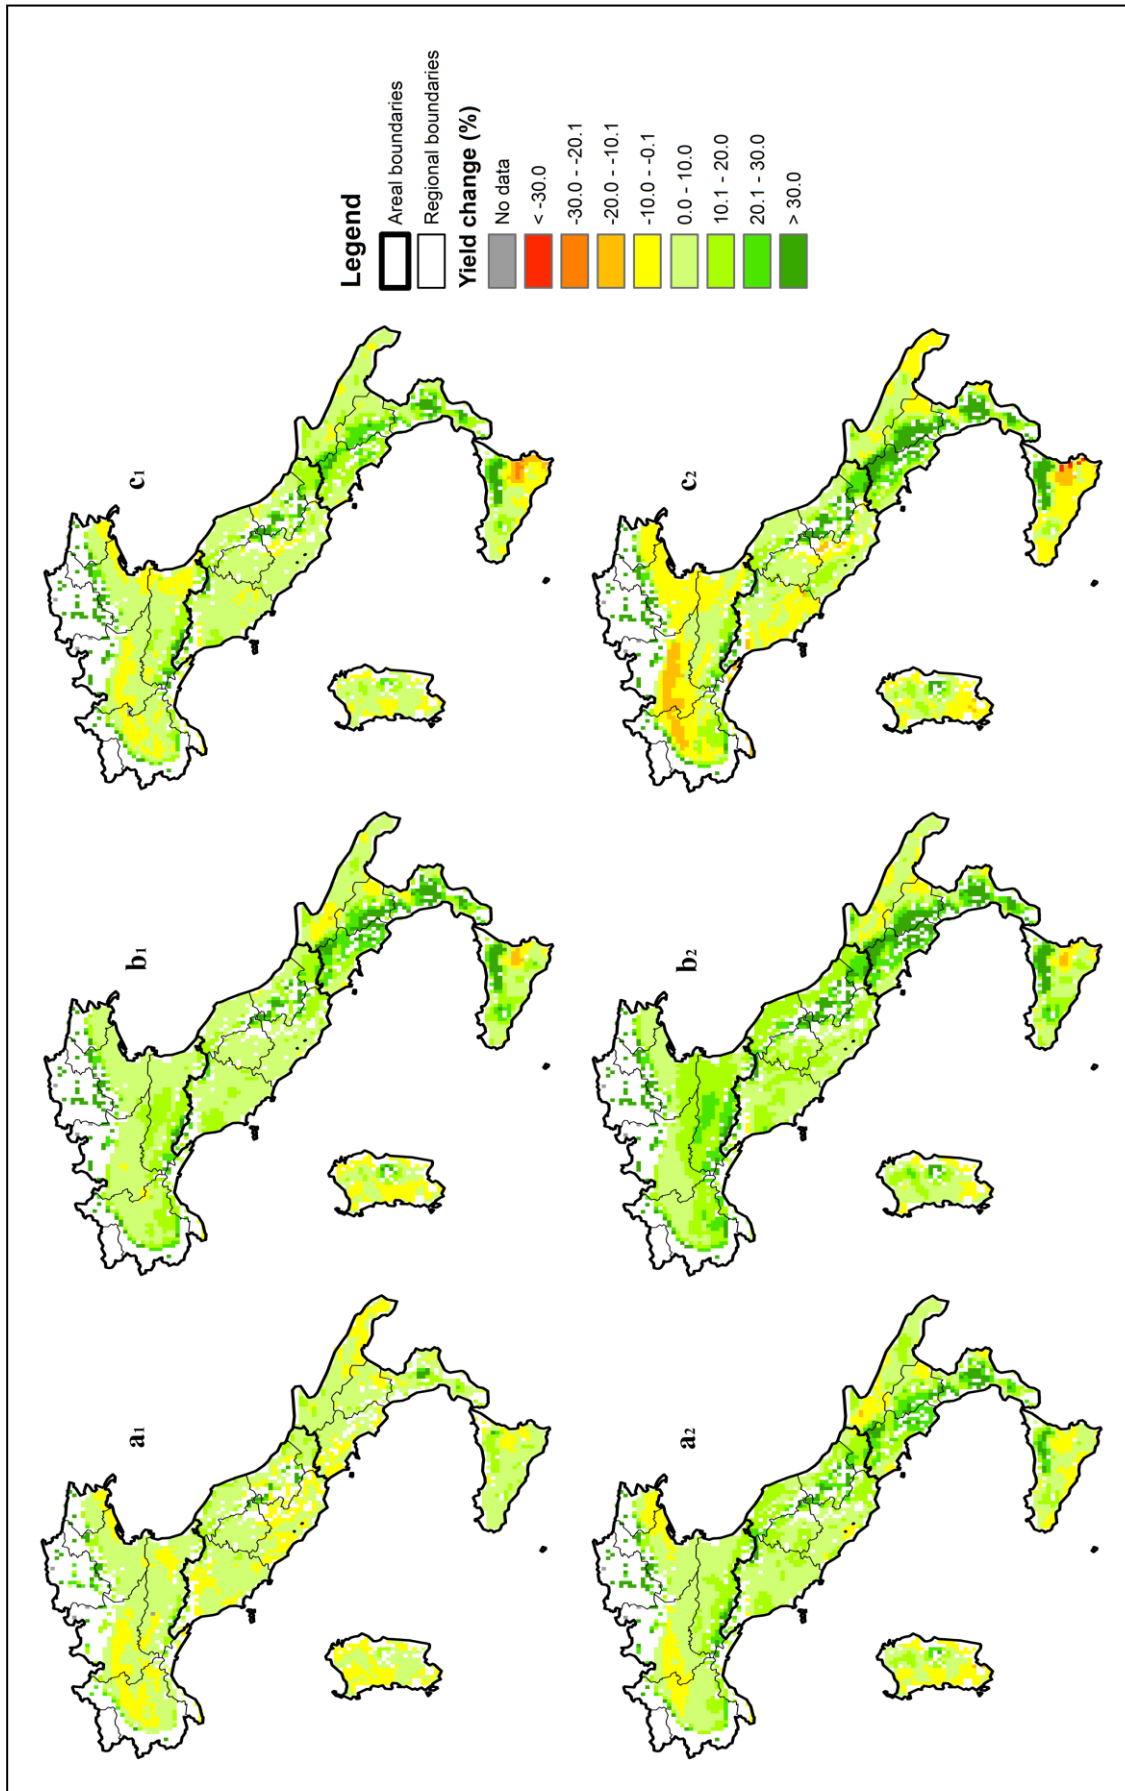 a1
b1
c1
a2
b2
c2
Legend
Areal boundaries
Regional boundaries
Yield change (%)
No data
< -30.0
-30.0 - -20.1
-20.0 - -10.1
-10.0 - -0.1
0.0 - 10.0
10.1 - 20.0
20.1 - 30.0
> 30.0